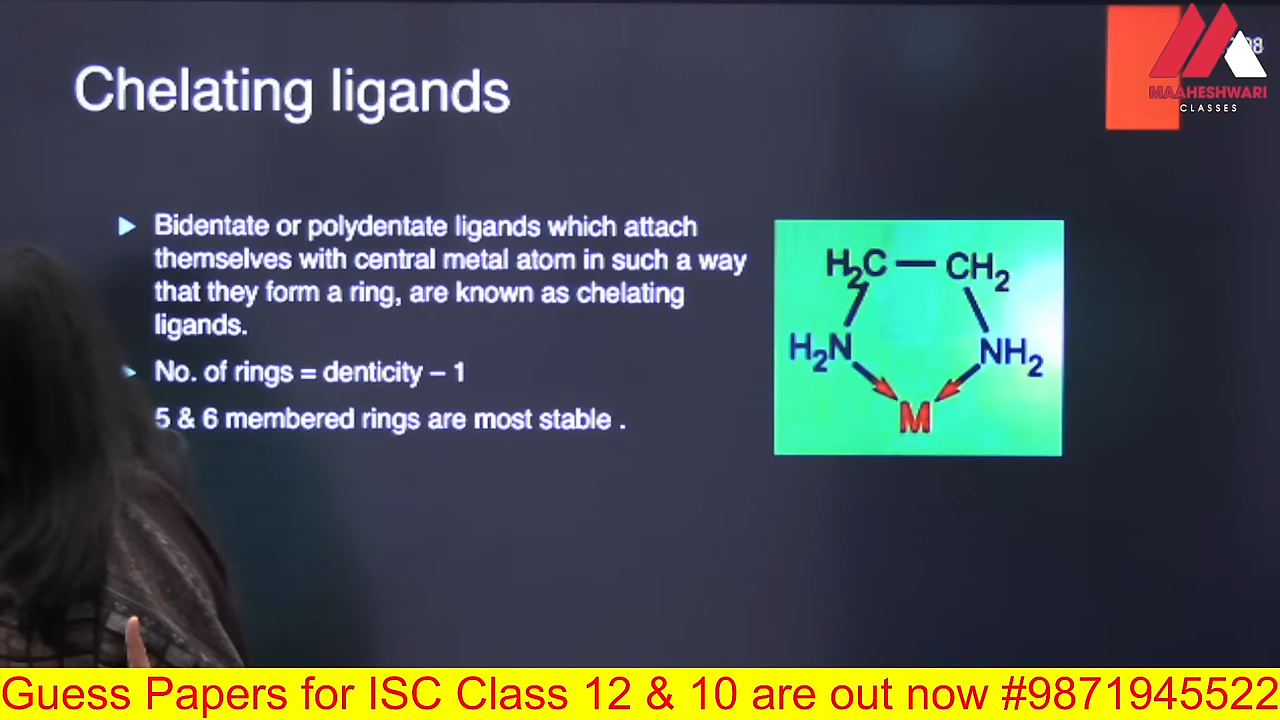 Chelating ligands
MAAHESHWARI
CLASSES
Bidentate or polydentate ligands which attach
themselves with central metal atom in such a way
that they form a ring, are known as chelating
ligands.
No. of rings = denticity – 1
5 & 6 membered rings are most stable .
H₂C — CH₂
H₂N NH₂
M
Guess Papers for ISC Class 12 & 10 are out now #9871945522